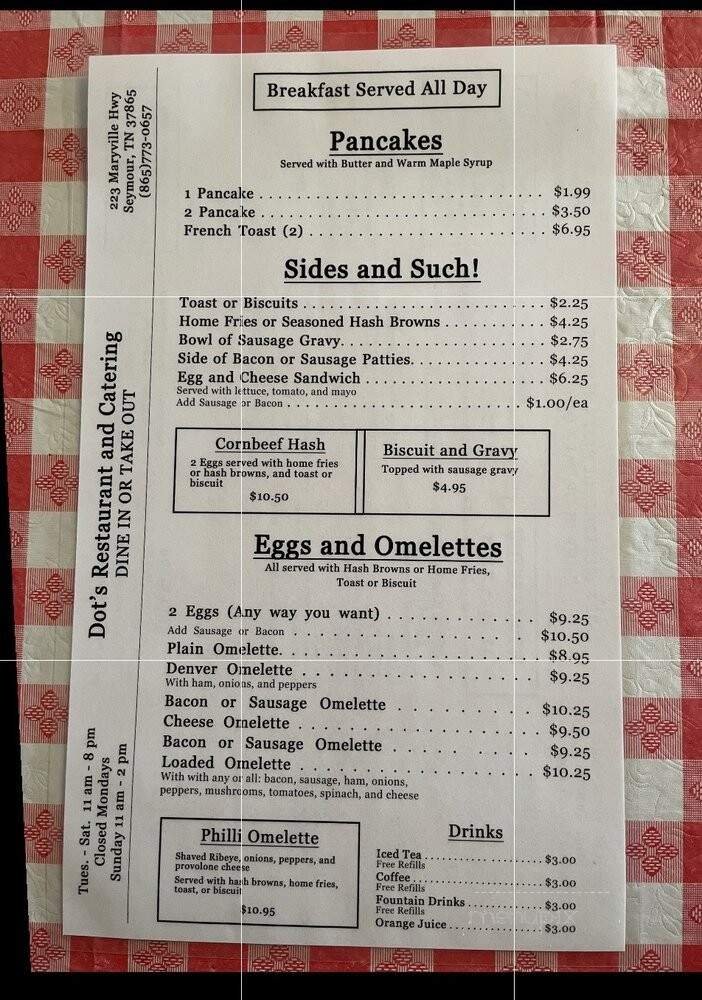 Breakfast Served All Day
Pancakes
Served with Butter and Warm Maple Syrup
1 Pancake $1.99
2 Pancake $3.50
French Toast (2) $6.95
Sides and Such!
Toast or Biscuits $2.25
Home Fries or Seasoned Hash Browns $4.25
Bowl of Sausage Gravy. $2.75
Side of Bacon or Sausage Patties. $4.25
Egg and Cheese Sandwich $6.25
Served with lettuce, tomato, and mayo
Add Sausage or Bacon $1.00/ea
Cornbeef Hash
2 Eggs served with home fries
or hash browns, and toast or
biscuit
$10.50
Biscuit and Gravy
Topped with sausage gravy
$4.95
Eggs and Omelettes
All served with Hash Browns or Home Fries,
Toast or Biscuit
2 Eggs (Any way you want) $9.25
Add Sausage or Bacon $10.50
Plain Omelette. $8.95
Denver Omelette $9.25
With ham, onions, and peppers
Bacon or Sausage Omelette $10.25
Cheese Omelette $9.50
Bacon or Sausage Omelette $9.25
Loaded Omelette $10.25
With with any or all: bacon, sausage, ham, onions,
peppers, mushrooms, tomatoes, spinach, and cheese
Philli Omelette
Shaved Ribeye, onions, peppers, and
provolone cheese
Served with hash browns, home fries,
toast, or biscuit
$10.95
Drinks
Iced Tea $3.00
Free Refills
Coffee $3.00
Free Refills
Fountain Drinks $3.00
Free Refills
Orange Juice $3.00
223 Maryville Hwy
Seymour, TN 37865
(865)773-0657
Dot's Restaurant and Catering
DINE IN OR TAKE OUT
Tues. - Sat. 11 am - 8 pm
Closed Mondays
Sunday 11 am - 2 pm